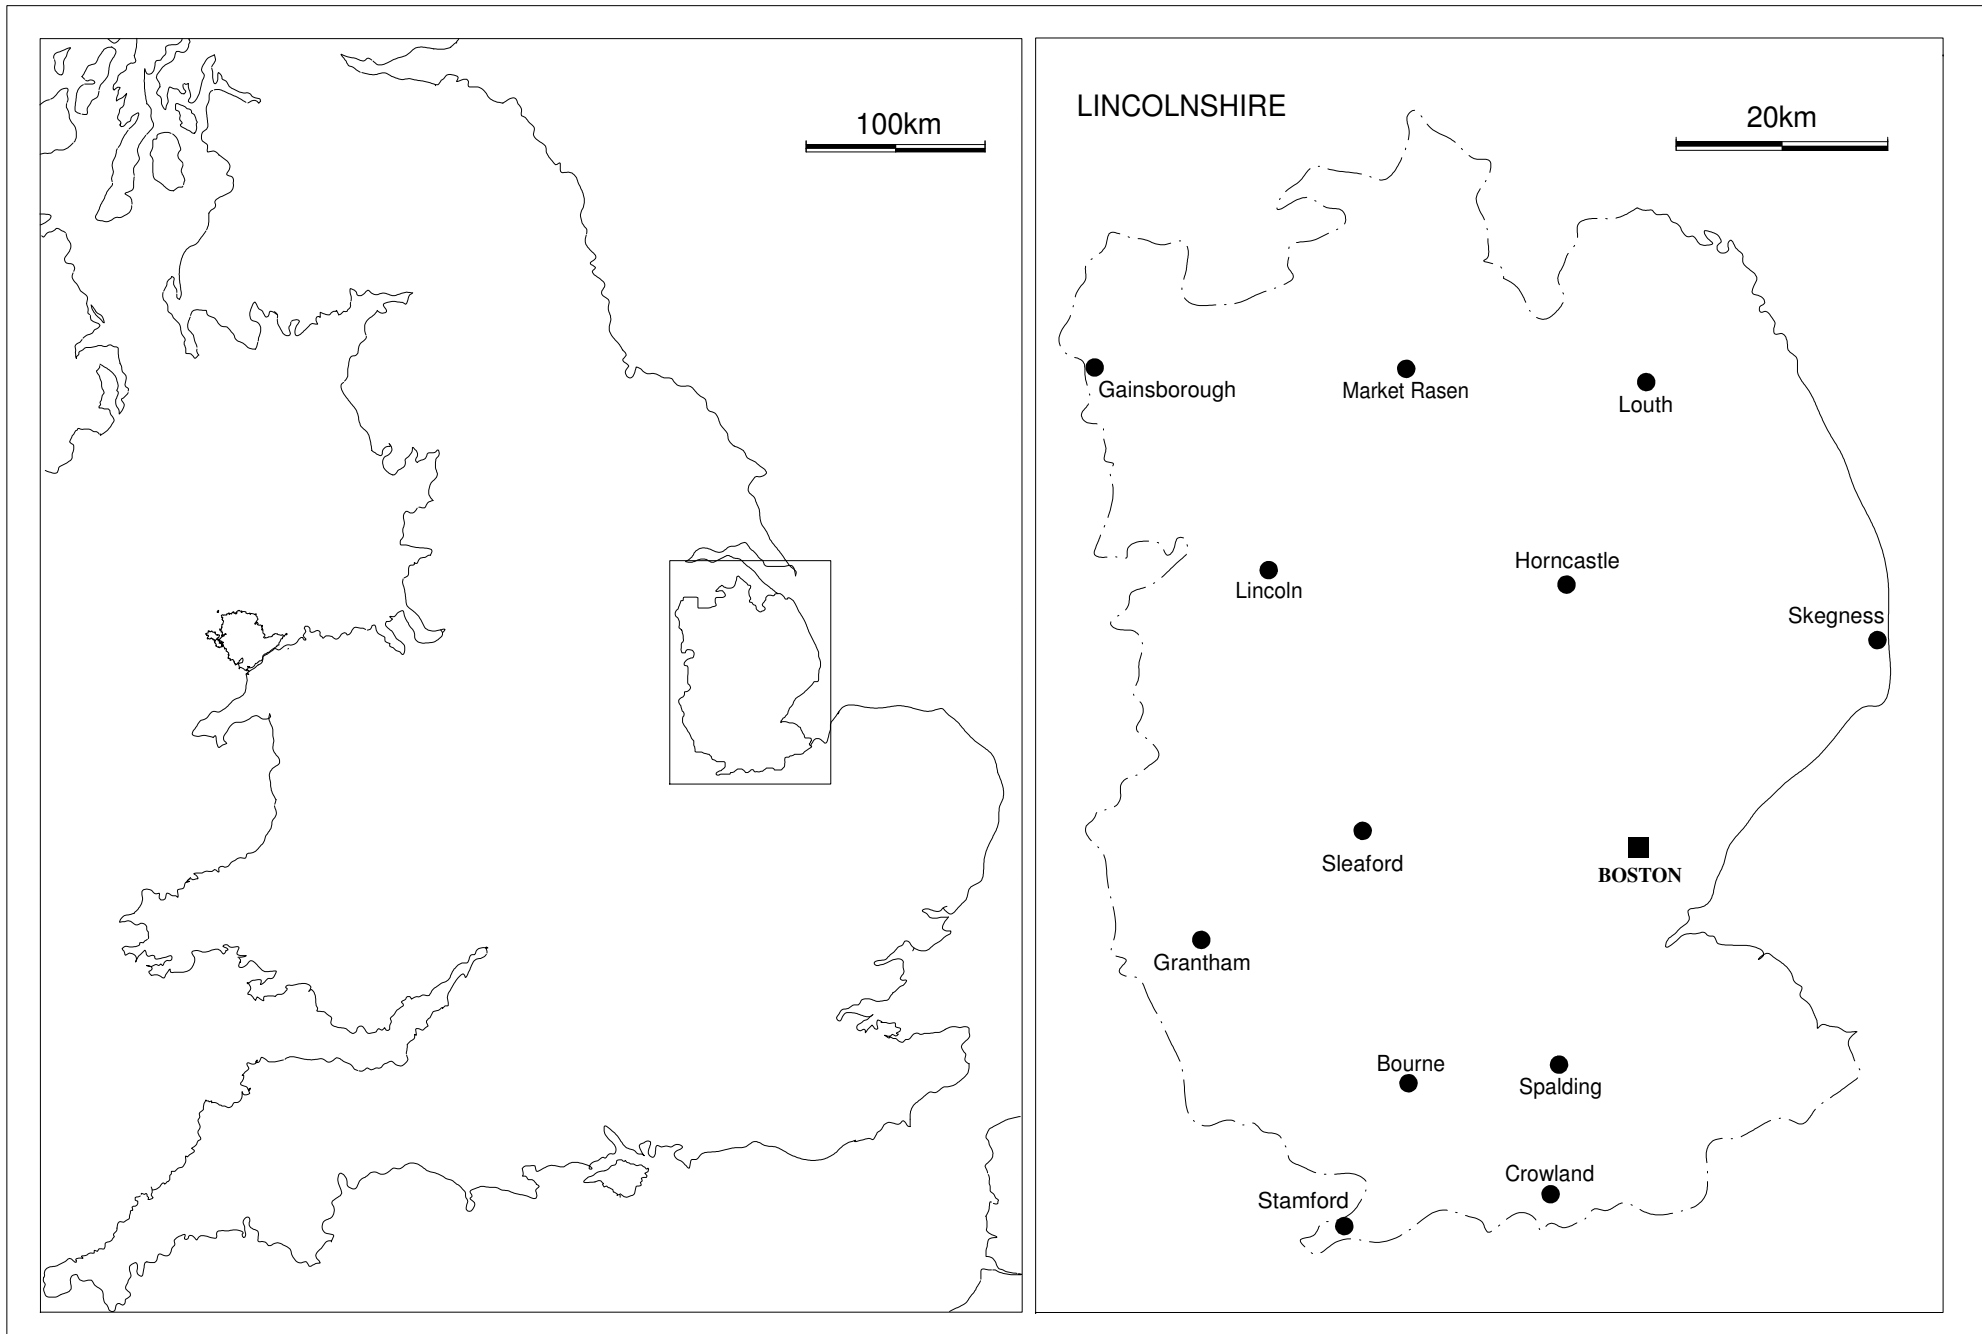 100km
LINCOLNSHIRE
20km
Gainsborough
Market Rasen
Louth
Lincoln
Horncastle
Skegness
Sleaford
BOSTON
Grantham
Bourne
Spalding
Crowland
Stamford